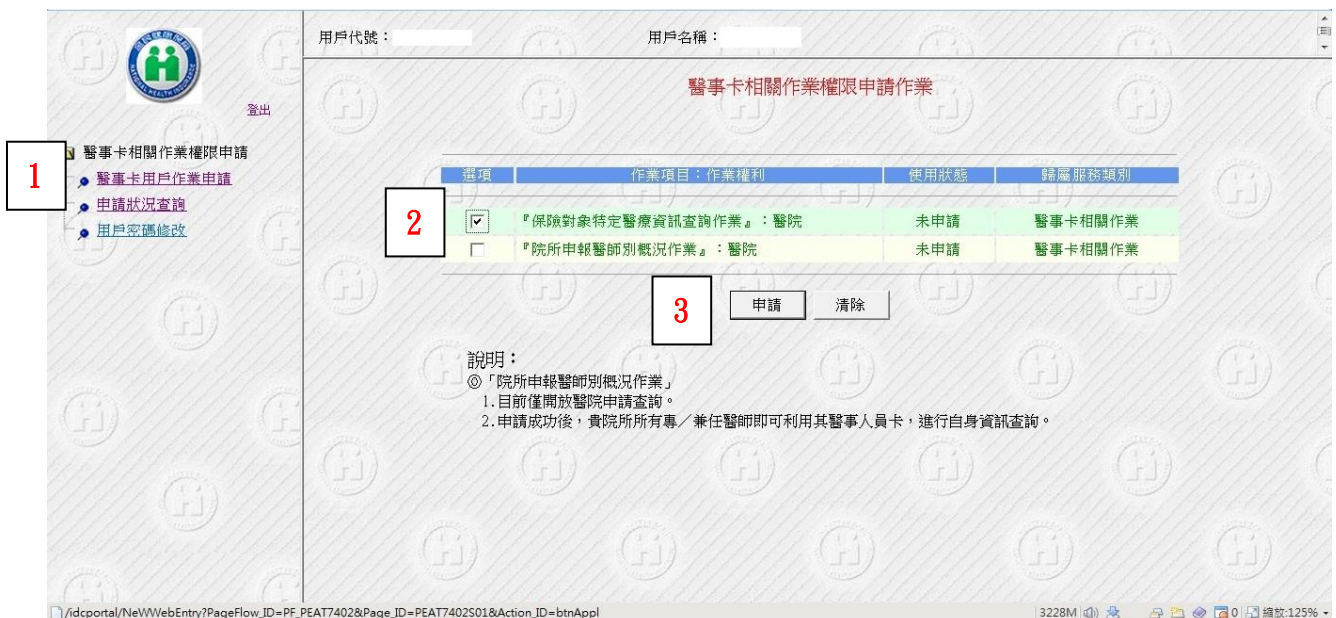 用戶代號：
用戶名稱：
登出
醫事卡相關作業權限申請作業
醫事卡相關作業權限申請
1
醫事卡用戶作業申請
申請狀況查詢
用戶密碼修改
選項 作業項目：作業權利 使用狀態 歸屬服務類別
2
『保險對象特定醫療資訊查詢作業』：醫院 未申請 醫事卡相關作業
『院所申報醫師別概況作業』：醫院 未申請 醫事卡相關作業
3
申請 清除
說明：
◎「院所申報醫師別概況作業」
1.目前僅開放醫院申請查詢。
2.申請成功後，貴院所所有專／兼任醫師即可利用其醫事人員卡，進行自身資訊查詢。
/idcportal/NeWWebEntry?PageFlow_ID=PF_PEAT7402&Page_ID=PEAT7402S01&Action_ID=btnAppl 3228M 0 縮放:125%